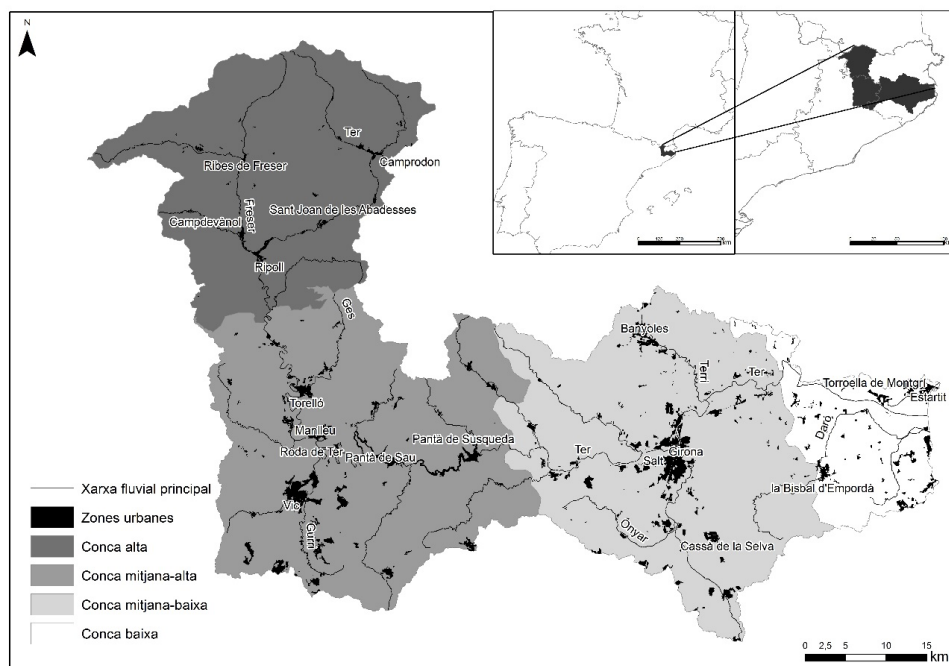 N
Ter
Camprodon
Ribes de Freser
Freser
Sant Joan de les Abadesses
Campdevànol
Ripoll
km
km
Ges
Banyoles
Terri
Ter
Torroella de Montgrí
Estartit
Torelló
Daró
Manlleu
Pantà de Susqueda
Roda de Ter
Pantà de Sau
Ter
Salt
Girona
la Bisbal d'Empordà
Vic
Gurri
Onyar
Cassà de la Selva
Xarxa fluvial principal
Zones urbanes
Conca alta
Conca mitjana-alta
Conca mitjana-baixa
Conca baixa
0 2,5 5 10 15
km